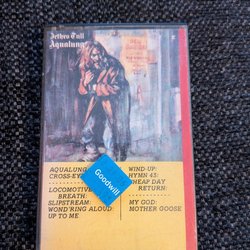 Jethro Tull
Aqualung
AQUALUNG
CROSS-EY
LOCOMOTIVE
BREATH:
SLIPSTREAM:
WOND'RING ALOUD
UP TO ME
Goodwill
WIND-UP:
HYMN 43:
CHEAP DAY
RETURN:
MY GOD:
MOTHER GOOSE